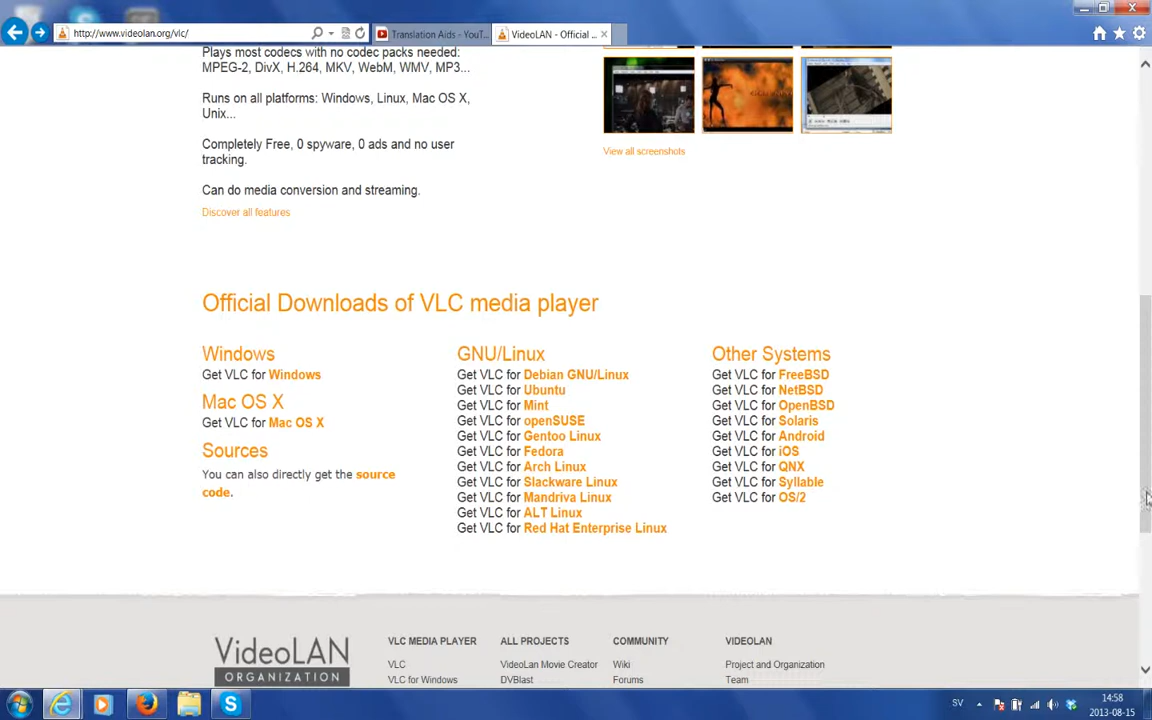 http://www.videolan.org/vlc/
Translation Aids - YouT...
VideoLAN - Official ...
Plays most codecs with no codec packs needed:
MPEG-2, DivX, H.264, MKV, WebM, WMV, MP3...
Runs on all platforms: Windows, Linux, Mac OS X,
Unix...
Completely Free, 0 spyware, 0 ads and no user
tracking.
Can do media conversion and streaming.
Discover all features
View all screenshots
Official Downloads of VLC media player
Windows
Get VLC for Windows
Mac OS X
Get VLC for Mac OS X
Sources
You can also directly get the source
code.
GNU/Linux
Get VLC for Debian GNU/Linux
Get VLC for Ubuntu
Get VLC for Mint
Get VLC for openSUSE
Get VLC for Gentoo Linux
Get VLC for Fedora
Get VLC for Arch Linux
Get VLC for Slackware Linux
Get VLC for Mandriva Linux
Get VLC for ALT Linux
Get VLC for Red Hat Enterprise Linux
Other Systems
Get VLC for FreeBSD
Get VLC for NetBSD
Get VLC for OpenBSD
Get VLC for Solaris
Get VLC for Android
Get VLC for iOS
Get VLC for QNX
Get VLC for Syllable
Get VLC for OS/2
VideoLAN
ORGANIZATION
VLC MEDIA PLAYER
VLC
VLC for Windows
ALL PROJECTS
VideoLan Movie Creator
DVBlast
COMMUNITY
Wiki
Forums
VIDEOLAN
Project and Organization
Team
SV
14:58
2013-08-15